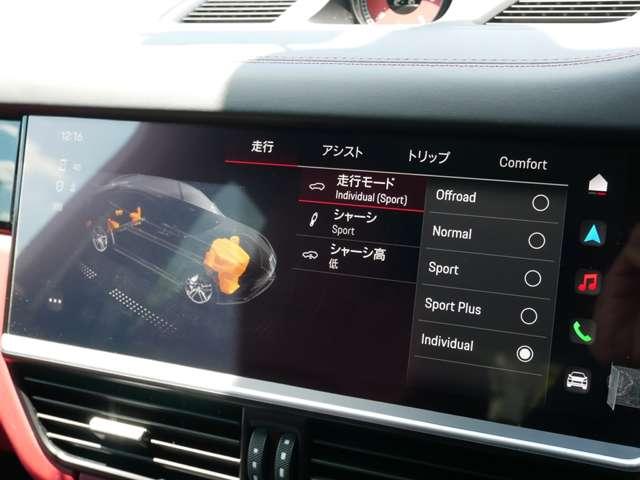 12:16
走行 アシスト トリップ Comfort
走行モード
Individual (Sport)
シャーシ
Sport
シャーシ高
低
Offroad
Normal
Sport
Sport Plus
Individual